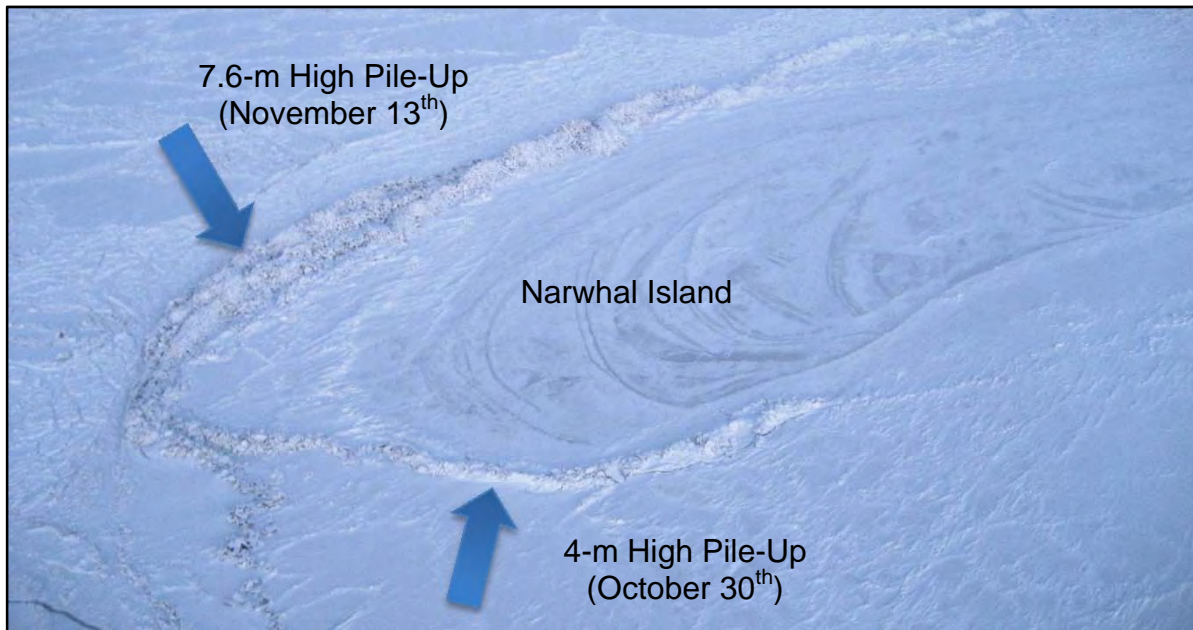 7.6-m High Pile-Up
(November 13th)
Narwhal Island
4-m High Pile-Up
(October 30th)